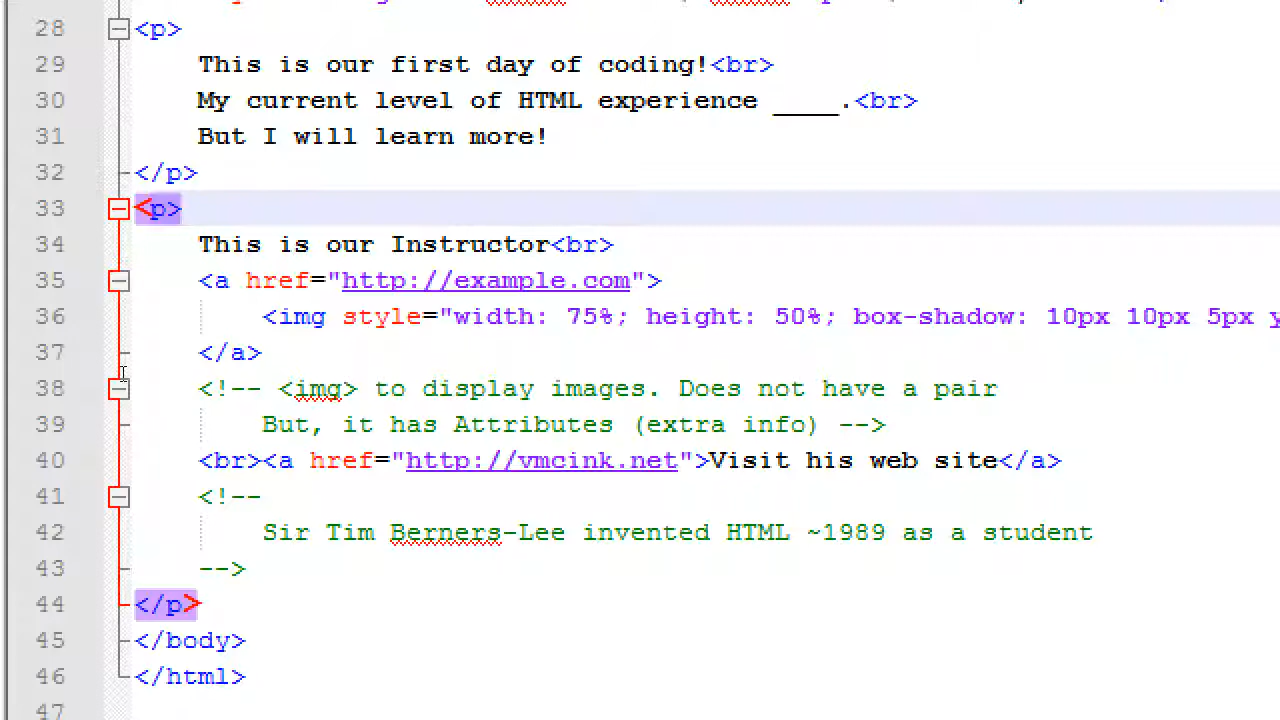 28 <p>
29 This is our first day of coding!<br>
30 My current level of HTML experience ____.<br>
31 But I will learn more!
32 </p>
33 <p>
34 This is our Instructor<br>
35 <a href="http://example.com">
36 <img style="width: 75%; height: 50%; box-shadow: 10px 10px 5px y
37 </a>
38 <!-- <img> to display images. Does not have a pair
39 But, it has Attributes (extra info) -->
40 <br><a href="http://vmcink.net">Visit his web site</a>
41 <!--
42 Sir Tim Berners-Lee invented HTML ~1989 as a student
43 -->
44 </p>
45 </body>
46 </html>
47